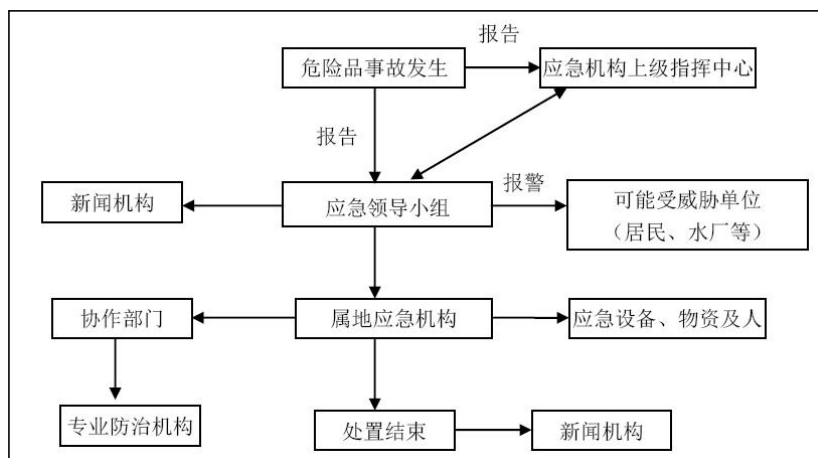 报告
危险品事故发生
应急机构上级指挥中心
报告
新闻机构
应急领导小组
报警
可能受威胁单位
（居民、水厂等）
协作部门
属地应急机构
应急设备、物资及人
专业防治机构
处置结束
新闻机构